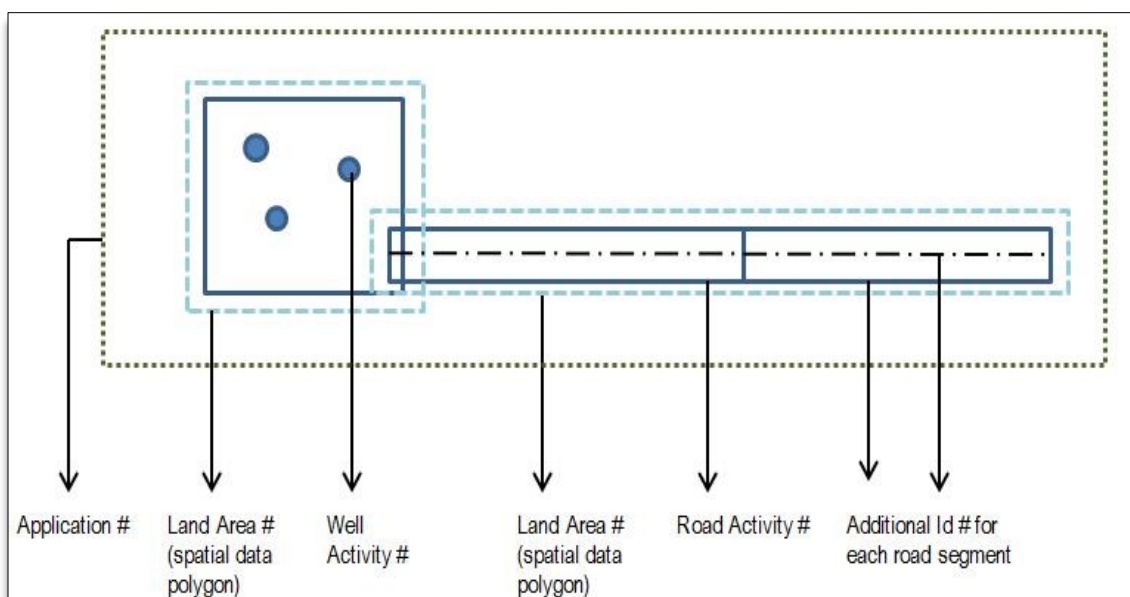 Application #
Land Area #
(spatial data
polygon)
Well
Activity #
Land Area #
(spatial data
polygon)
Road Activity #
Additional Id # for
each road segment